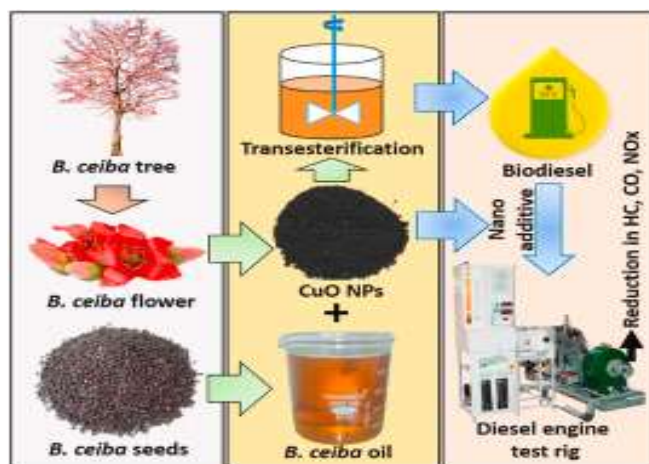 B. ceiba tree
B. ceiba flower
B. ceiba seeds
Transesterification
CuO NPs
+
B. ceiba oil
Biodiesel
Nano
additive
Reduction in HC, CO, NOx
Diesel engine
test rig